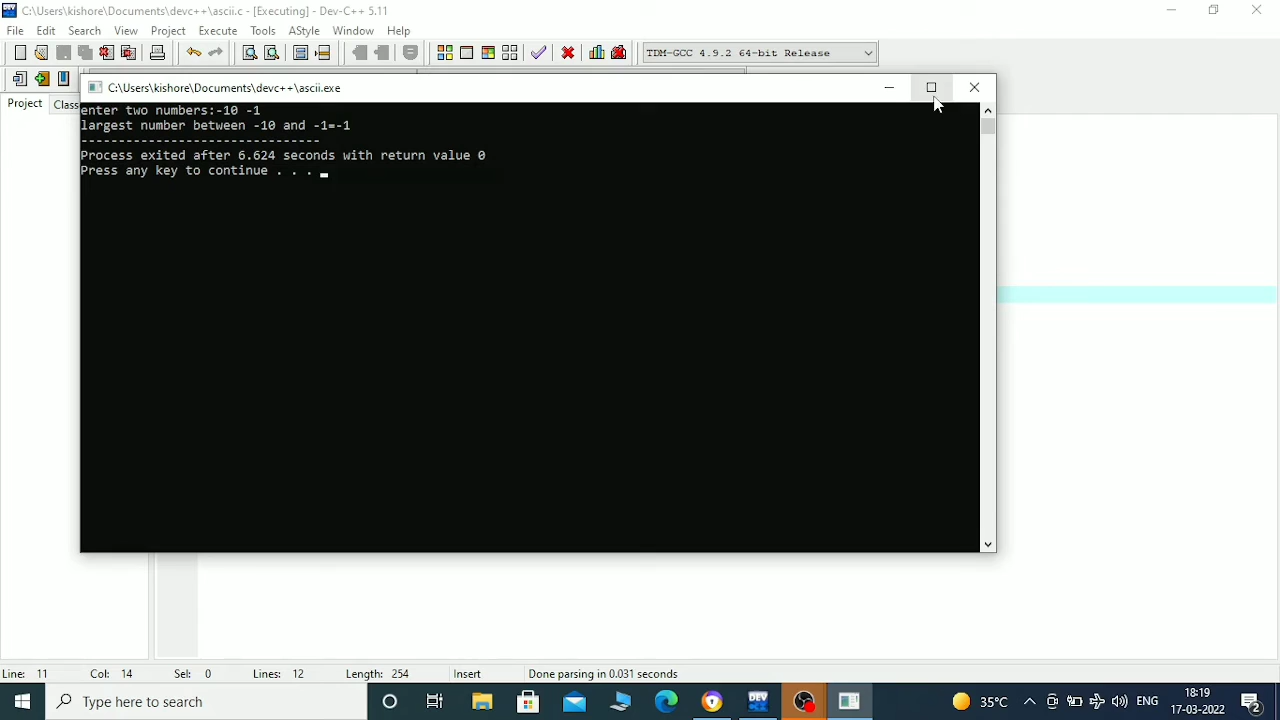 C:\Users\kishore\Documents\devc++\ascii.c - [Executing] - Dev-C++ 5.11
File Edit Search View Project Execute Tools AStyle Window Help
TDM-GCC 4.9.2 64-bit Release
C:\Users\kishore\Documents\devc++\ascii.exe
Project Class
enter two numbers:-10 -1
largest number between -10 and -1=-1
--------------------------------
Process exited after 6.624 seconds with return value 0
Press any key to continue . . .
Line: 11 Col: 14 Sel: 0 Lines: 12 Length: 254 Insert Done parsing in 0.031 seconds
Type here to search
DEV
35°C
ENG
18:19
17-03-2022
2